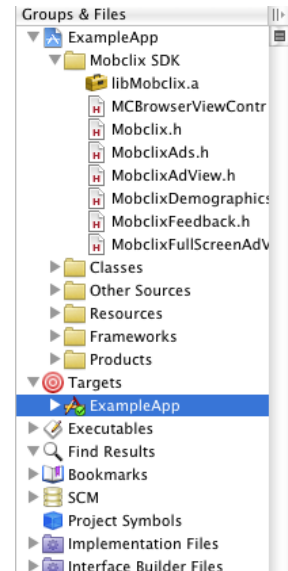 Groups & Files
ExampleApp
Mobclix SDK
libMobclix.a
MCBrowserViewContr
Mobclix.h
MobclixAds.h
MobclixAdView.h
MobclixDemographics
MobclixFeedback.h
MobclixFullScreenAdV
Classes
Other Sources
Resources
Frameworks
Products
Targets
ExampleApp
Executables
Find Results
Bookmarks
SCM
Project Symbols
Implementation Files
Interface Builder Files